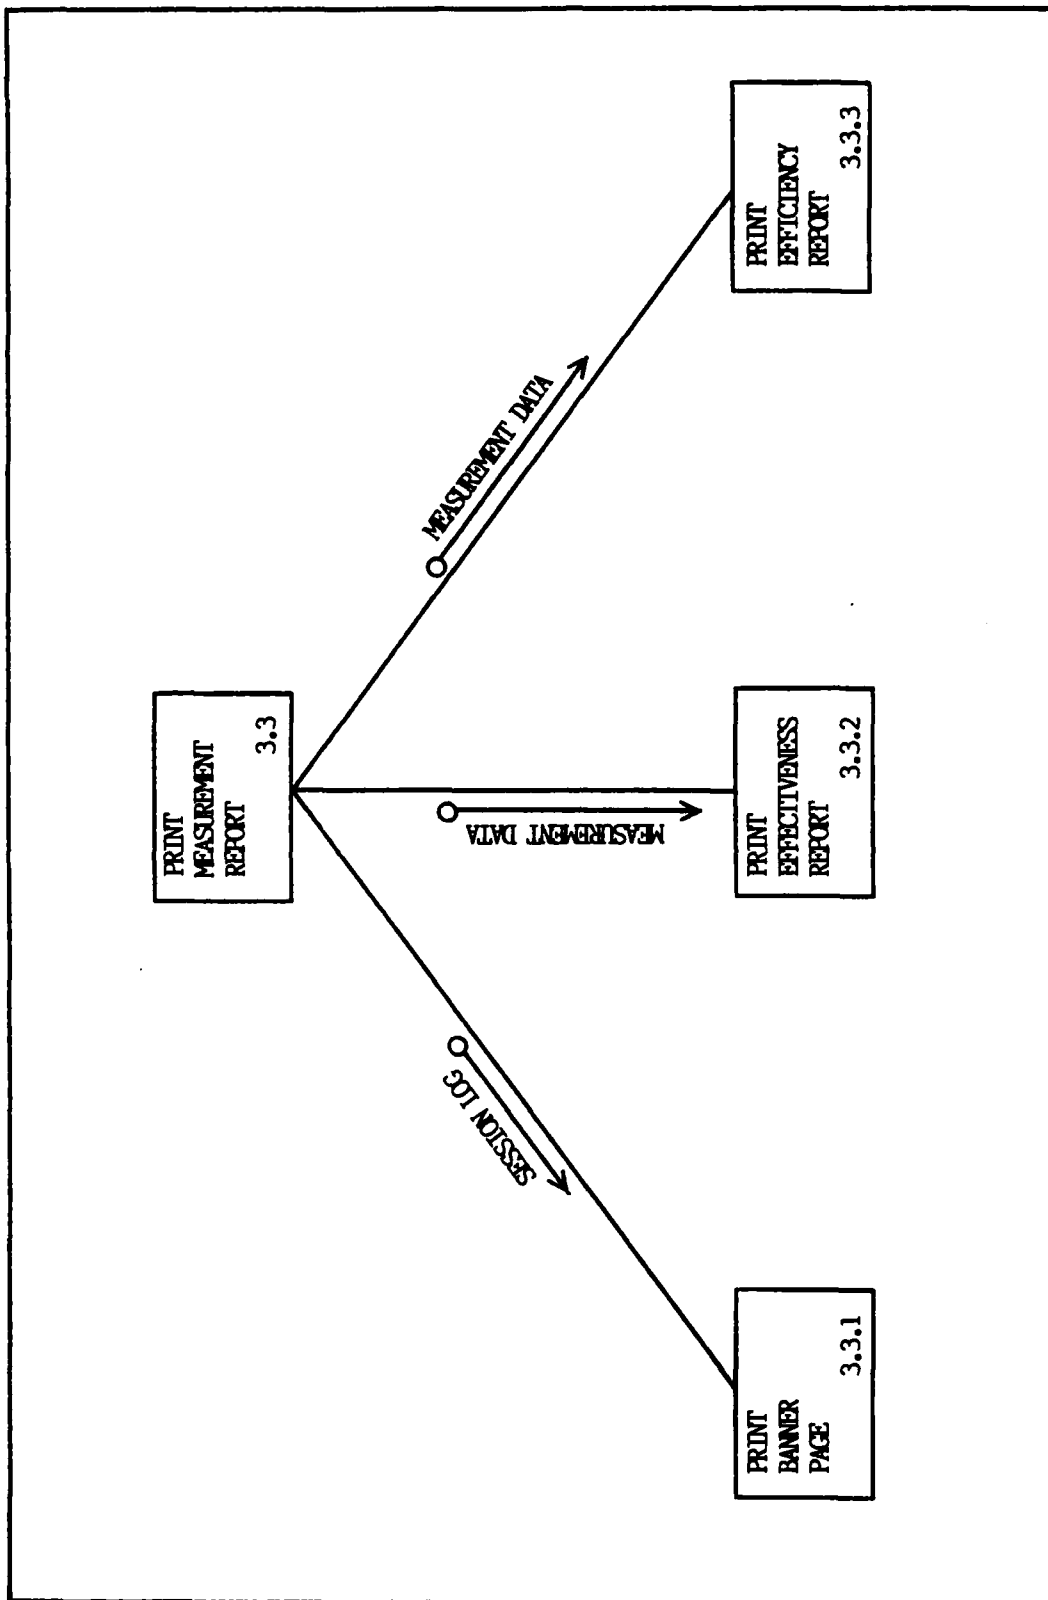 PRINT
MEASUREMENT
REPORT
3.3
SESSION LOG
MEASUREMENT DATA
MEASUREMENT DATA
PRINT
BANNER
PAGE
3.3.1
PRINT
EFFECTIVENESS
REPORT
3.3.2
PRINT
EFFICIENCY
REPORT
3.3.3